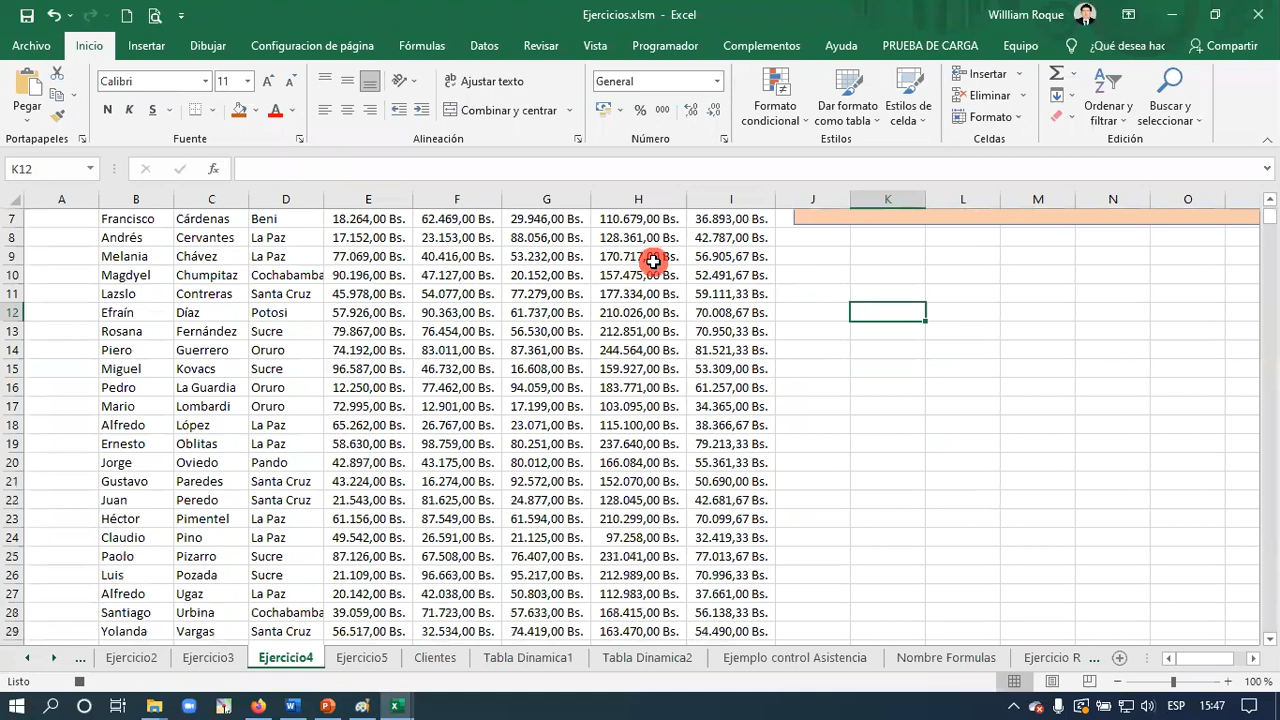 Ejercicios.xlsm - Excel
Willliam Roque
Archivo Inicio Insertar Dibujar Configuracion de página Fórmulas Datos Revisar Vista Programador Complementos Ayuda PRUEBA DE CARGA Equipo ¿Qué desea hac Compartir
Pegar
Calibri 11
N K S
Ajustar texto
Combinar y centrar
General
% 000
Formato condicional
Dar formato como tabla
Estilos de celda
Insertar
Eliminar
Formato
Ordenar y filtrar
Buscar y seleccionar
Portapapeles Fuente Alineación Número Estilos Celdas Edición
K12 fx
A B C D E F G H I J K L M N O
7 Francisco Cárdenas Beni 18.264,00 Bs. 62.469,00 Bs. 29.946,00 Bs. 110.679,00 Bs. 36.893,00 Bs.
8 Andrés Cervantes La Paz 17.152,00 Bs. 23.153,00 Bs. 88.056,00 Bs. 128.361,00 Bs. 42.787,00 Bs.
9 Melania Chávez La Paz 77.069,00 Bs. 40.416,00 Bs. 53.232,00 Bs. 170.717 Bs. 56.905,67 Bs.
10 Magdyel Chumpitaz Cochabamba 90.196,00 Bs. 47.127,00 Bs. 20.152,00 Bs. 157.475,00 Bs. 52.491,67 Bs.
11 Lazslo Contreras Santa Cruz 45.978,00 Bs. 54.077,00 Bs. 77.279,00 Bs. 177.334,00 Bs. 59.111,33 Bs.
12 Efraín Díaz Potosi 57.926,00 Bs. 90.363,00 Bs. 61.737,00 Bs. 210.026,00 Bs. 70.008,67 Bs.
13 Rosana Fernández Sucre 79.867,00 Bs. 76.454,00 Bs. 56.530,00 Bs. 212.851,00 Bs. 70.950,33 Bs.
14 Piero Guerrero Oruro 74.192,00 Bs. 83.011,00 Bs. 87.361,00 Bs. 244.564,00 Bs. 81.521,33 Bs.
15 Miguel Kovacs Sucre 96.587,00 Bs. 46.732,00 Bs. 16.608,00 Bs. 159.927,00 Bs. 53.309,00 Bs.
16 Pedro La Guardia Oruro 12.250,00 Bs. 77.462,00 Bs. 94.059,00 Bs. 183.771,00 Bs. 61.257,00 Bs.
17 Mario Lombardi Oruro 72.995,00 Bs. 12.901,00 Bs. 17.199,00 Bs. 103.095,00 Bs. 34.365,00 Bs.
18 Alfredo López La Paz 65.262,00 Bs. 26.767,00 Bs. 23.071,00 Bs. 115.100,00 Bs. 38.366,67 Bs.
19 Ernesto Oblitas La Paz 58.630,00 Bs. 98.759,00 Bs. 80.251,00 Bs. 237.640,00 Bs. 79.213,33 Bs.
20 Jorge Oviedo Pando 42.897,00 Bs. 43.175,00 Bs. 80.012,00 Bs. 166.084,00 Bs. 55.361,33 Bs.
21 Gustavo Paredes Santa Cruz 43.224,00 Bs. 16.274,00 Bs. 92.572,00 Bs. 152.070,00 Bs. 50.690,00 Bs.
22 Juan Peredo Santa Cruz 21.543,00 Bs. 81.625,00 Bs. 24.877,00 Bs. 128.045,00 Bs. 42.681,67 Bs.
23 Héctor Pimentel La Paz 61.156,00 Bs. 87.549,00 Bs. 61.594,00 Bs. 210.299,00 Bs. 70.099,67 Bs.
24 Claudio Pino La Paz 49.542,00 Bs. 26.591,00 Bs. 21.125,00 Bs. 97.258,00 Bs. 32.419,33 Bs.
25 Paolo Pizarro Sucre 87.126,00 Bs. 67.508,00 Bs. 76.407,00 Bs. 231.041,00 Bs. 77.013,67 Bs.
26 Luis Pozada Sucre 21.109,00 Bs. 96.663,00 Bs. 95.217,00 Bs. 212.989,00 Bs. 70.996,33 Bs.
27 Alfredo Ugaz La Paz 20.142,00 Bs. 42.038,00 Bs. 50.803,00 Bs. 112.983,00 Bs. 37.661,00 Bs.
28 Santiago Urbina Cochabamba 39.059,00 Bs. 71.723,00 Bs. 57.633,00 Bs. 168.415,00 Bs. 56.138,33 Bs.
29 Yolanda Vargas Santa Cruz 56.517,00 Bs. 32.534,00 Bs. 74.419,00 Bs. 163.470,00 Bs. 54.490,00 Bs.
... Ejercicio2 Ejercicio3 Ejercicio4 Ejercicio5 Clientes Tabla Dinamica1 Tabla Dinamica2 Ejemplo control Asistencia Nombre Formulas Ejercicio R ...
Listo 100 %
ESP 15:47